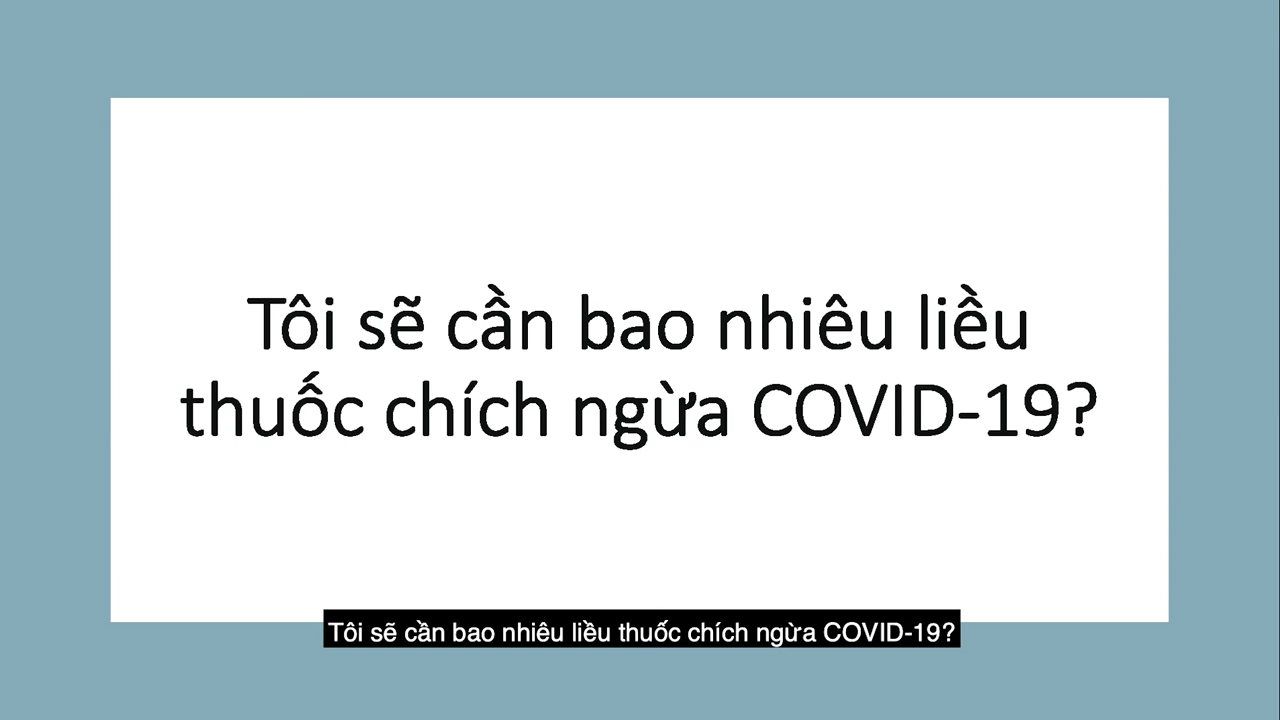 Tôi sẽ cần bao nhiêu liều
thuốc chích ngừa COVID-19?
Tôi sẽ cần bao nhiêu liều thuốc chích ngừa COVID-19?